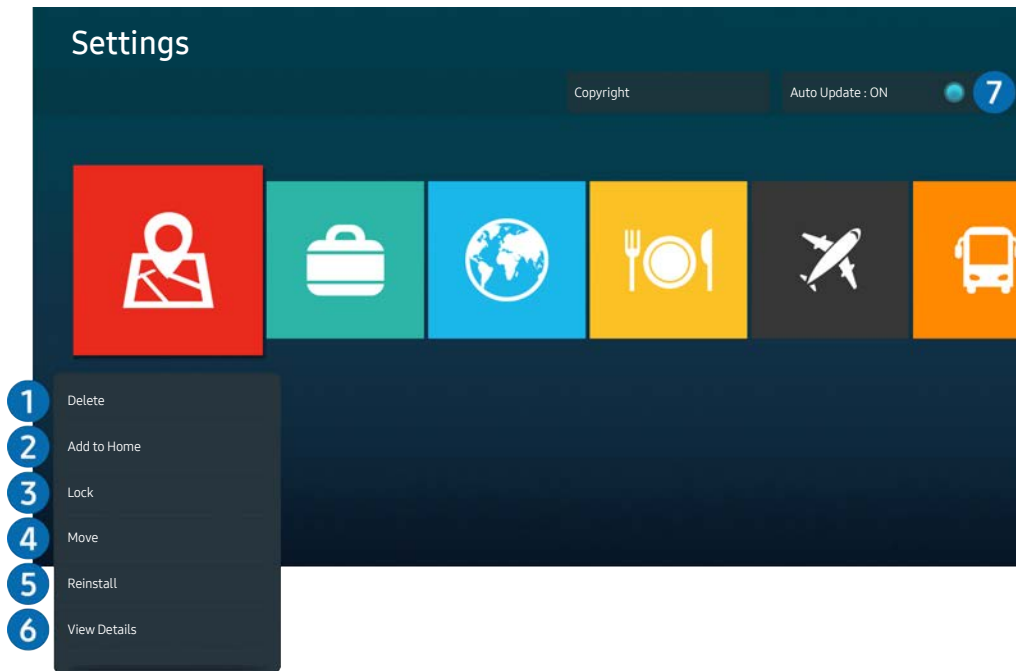 Settings
Copyright
Auto Update : ON
7
1 Delete
2 Add to Home
3 Lock
4 Move
5 Reinstall
6 View Details